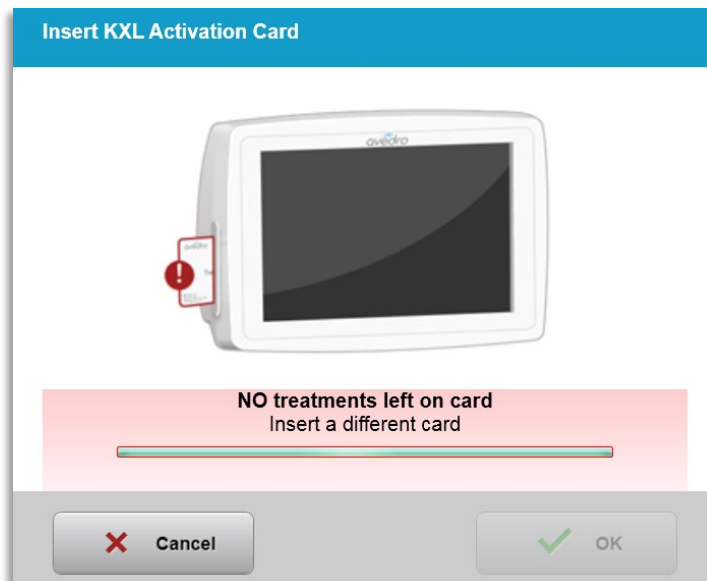 Insert KXL Activation Card
avedro
avedro
NO treatments left on card
Insert a different card
Cancel
OK